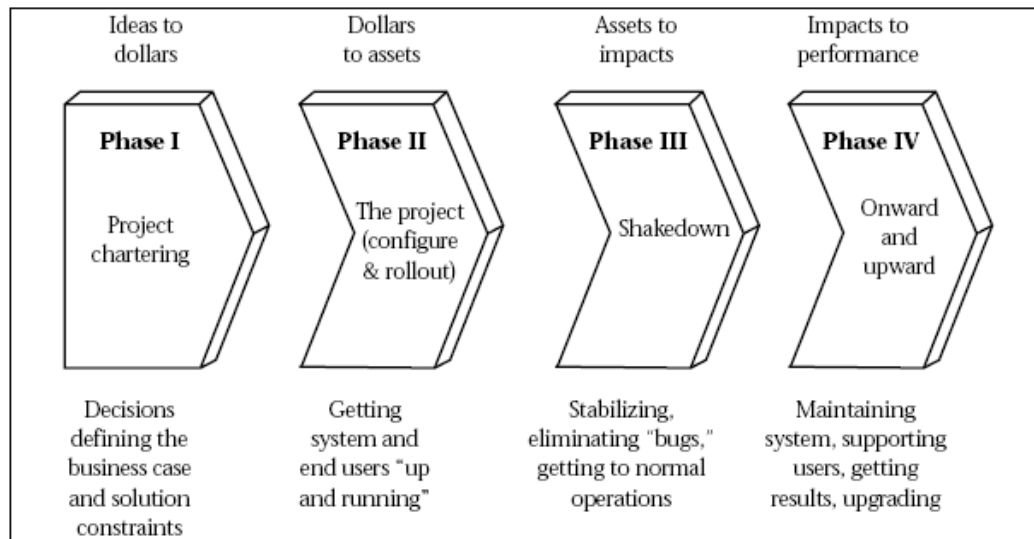 Ideas to
dollars
Dollars
to assets
Assets to
impacts
Impacts to
performance
Phase I
Project
chartering
Phase II
The project
(configure
& rollout)
Phase III
Shakedown
Phase IV
Onward
and
upward
Decisions
defining the
business case
and solution
constraints
Getting
system and
end users “up
and running”
Stabilizing,
eliminating “bugs,”
getting to normal
operations
Maintaining
system, supporting
users, getting
results, upgrading